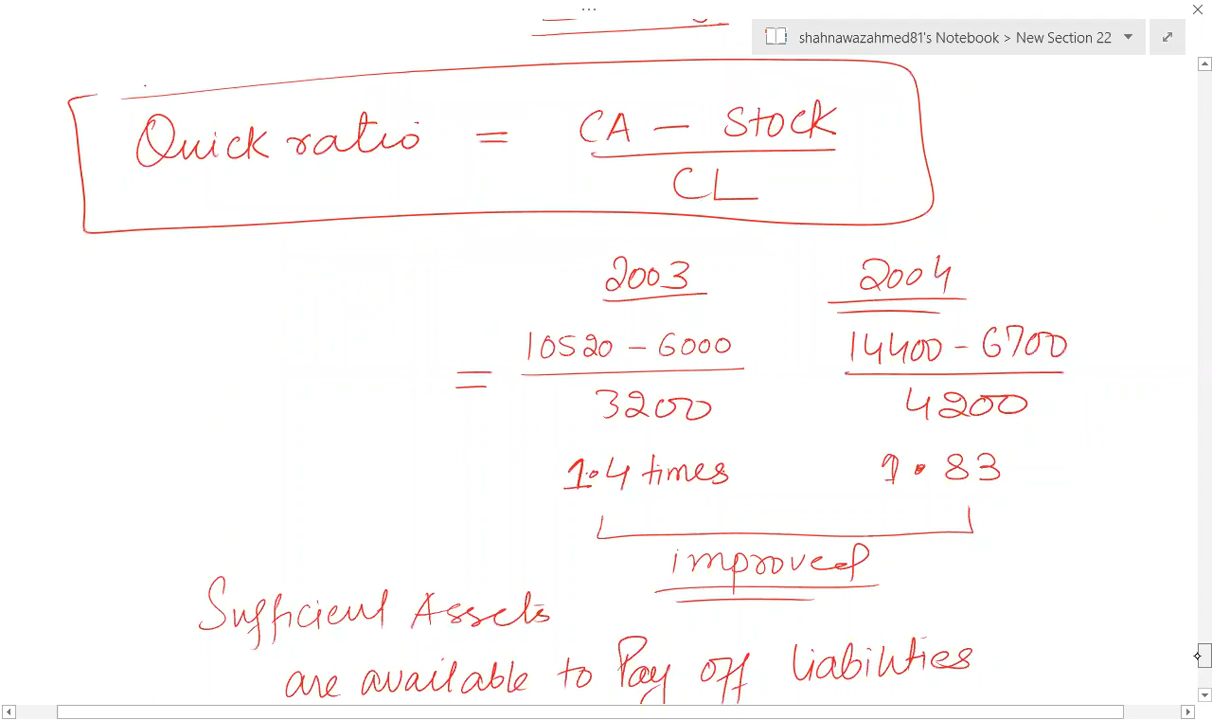 shahnawazahmed81's Notebook > New Section 22
Quick ratio = CA - Stock
CL
2003 2004
= 10520 - 6000 14400 - 6700
3200 4200
1.4 times 1.83
improved
Sufficient Assets
are available to Pay off liabilities